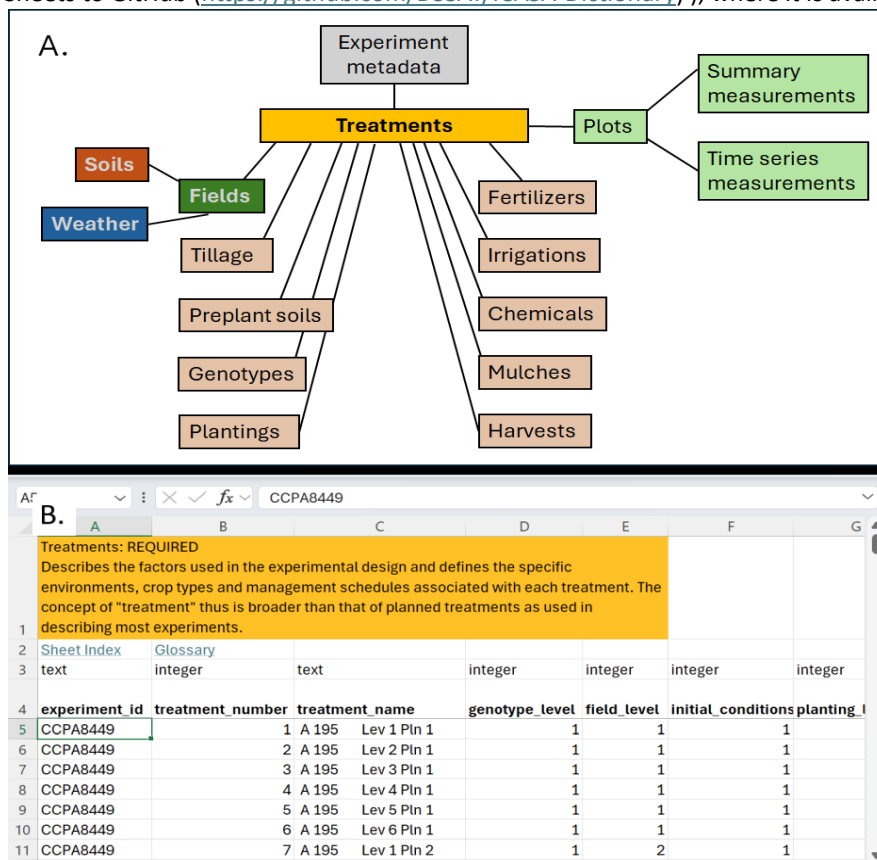 sheets to GitHub (
), where it is avai
A.
Experiment
metadata
Treatments
Plots
Summary
measurements
Time series
measurements
Soils
Fields
Weather
Tillage
Preplant soils
Genotypes
Plantings
Fertilizers
Irrigations
Chemicals
Mulches
Harvests
CCPA8449
B.
A B C D E F G
Treatments: REQUIRED
Describes the factors used in the experimental design and defines the specific
environments, crop types and management schedules associated with each treatment. The
concept of "treatment" thus is broader than that of planned treatments as used in
1 describing most experiments.
2 Sheet Index Glossary
3 text integer text integer integer integer integer
4 experiment_id treatment_number treatment_name genotype_level field_level initial_conditions planting_l
5 CCPA8449 1 A 195 Lev 1 Pln 1 1 1 1
6 CCPA8449 2 A 195 Lev 2 Pln 1 1 1 1
7 CCPA8449 3 A 195 Lev 3 Pln 1 1 1 1
8 CCPA8449 4 A 195 Lev 4 Pln 1 1 1 1
9 CCPA8449 5 A 195 Lev 5 Pln 1 1 1 1
10 CCPA8449 6 A 195 Lev 6 Pln 1 1 1 1
11 CCPA8449 7 A 195 Lev 1 Pln 2 1 2 1